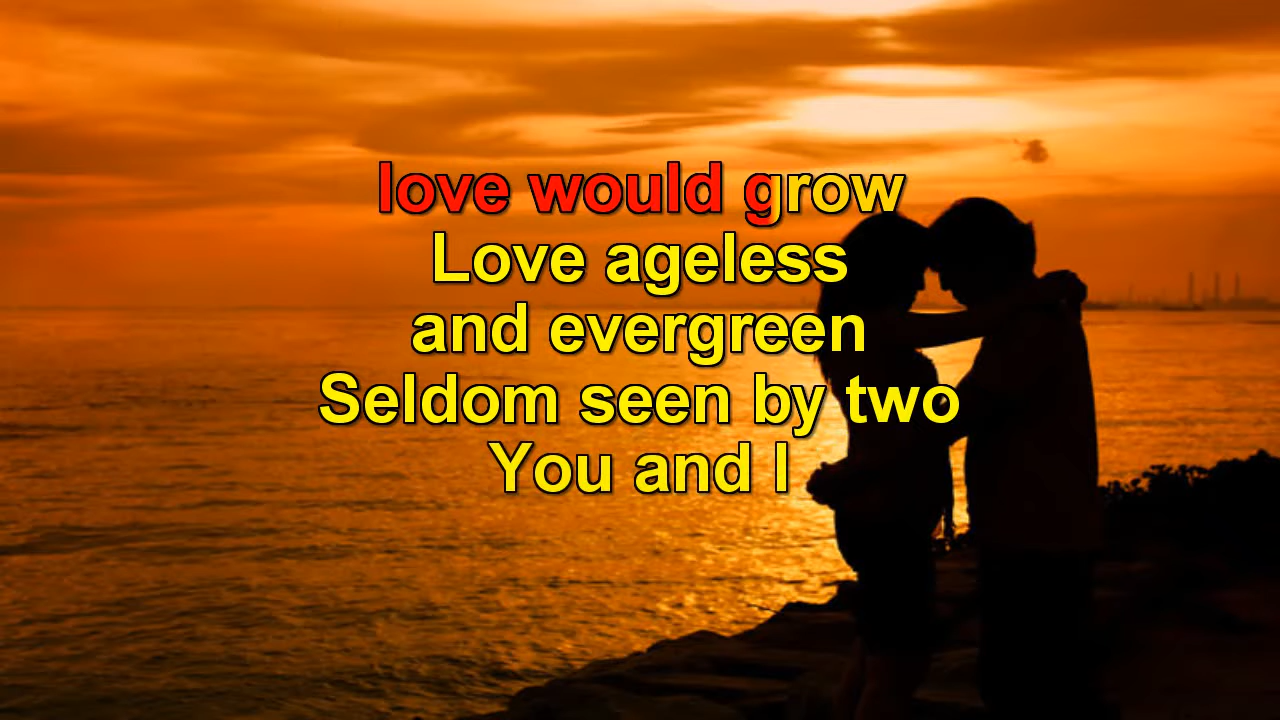 love would grow
Love ageless
and evergreen
Seldom seen by two
You and I